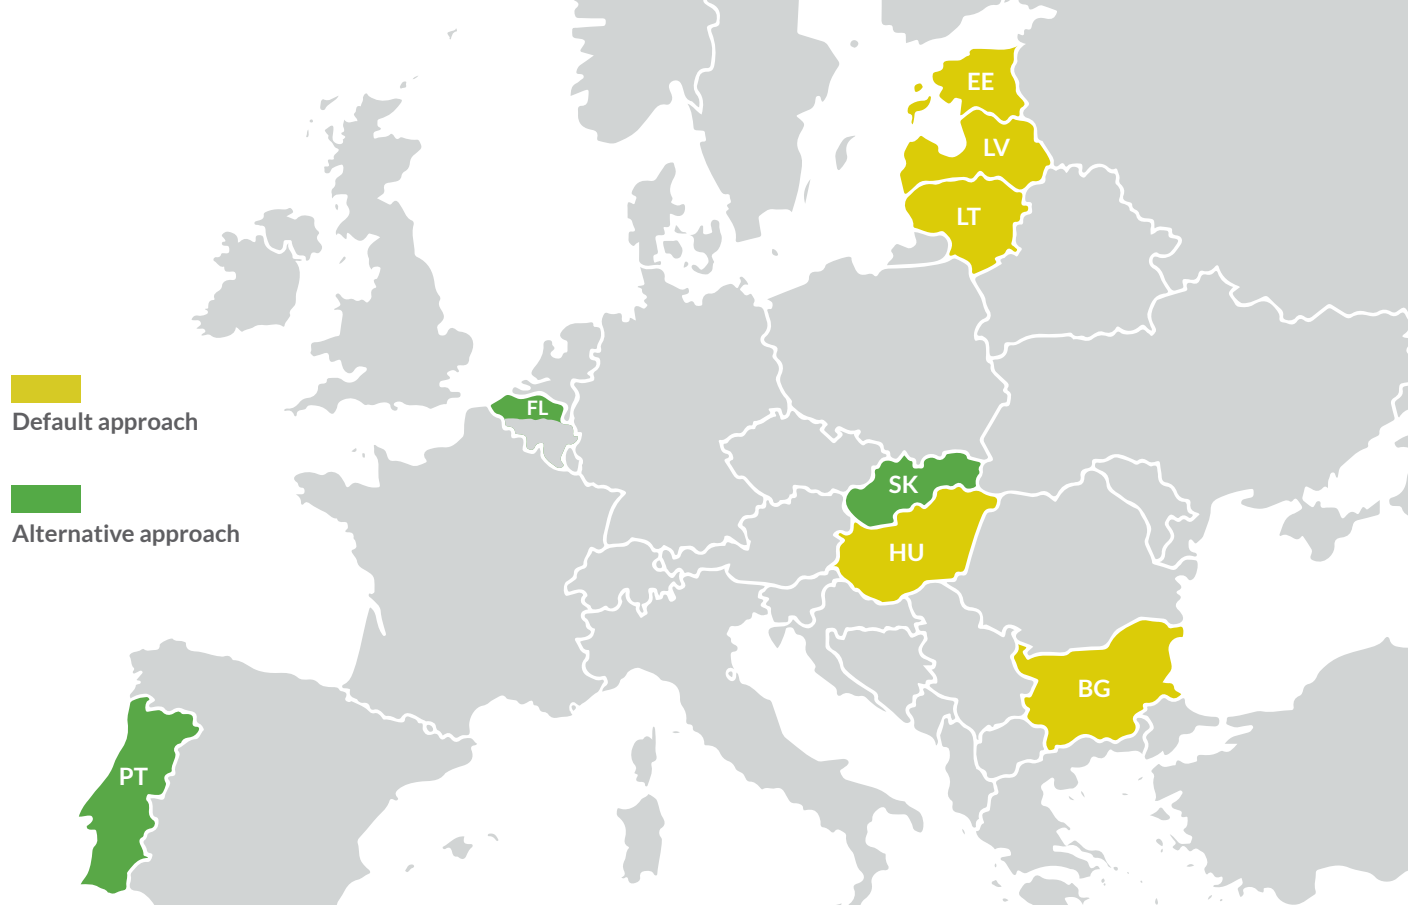 EE
LV
LT
FL
Default approach
SK
Alternative approach
HU
BG
PT